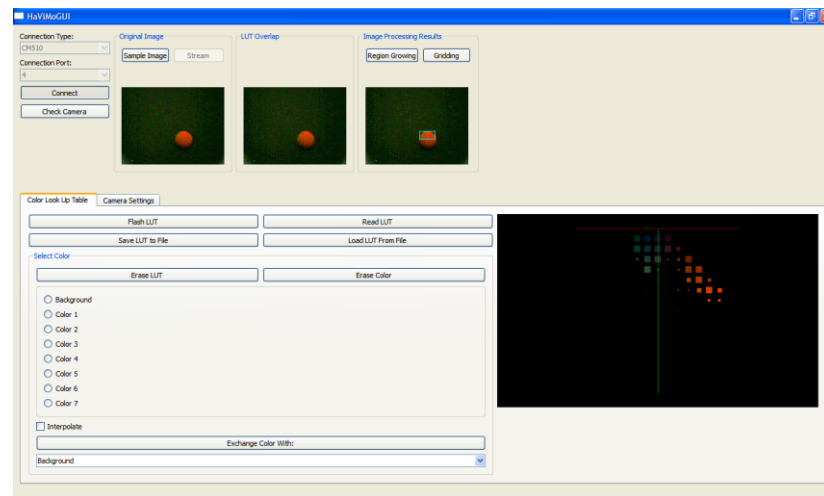 HaViMoGUI
Connection Type:
CM510
Connection Port:
4
Connect
Check Camera
Original Image
Sample Image
Stream
LUT Overlap
Image Processing Results
Region Growing
Gridding
Color Look Up Table
Camera Settings
Flash LUT
Read LUT
Save LUT to File
Load LUT From File
Select Color
Erase LUT
Erase Color
Background
Color 1
Color 2
Color 3
Color 4
Color 5
Color 6
Color 7
Interpolate
Exchange Color With:
Background